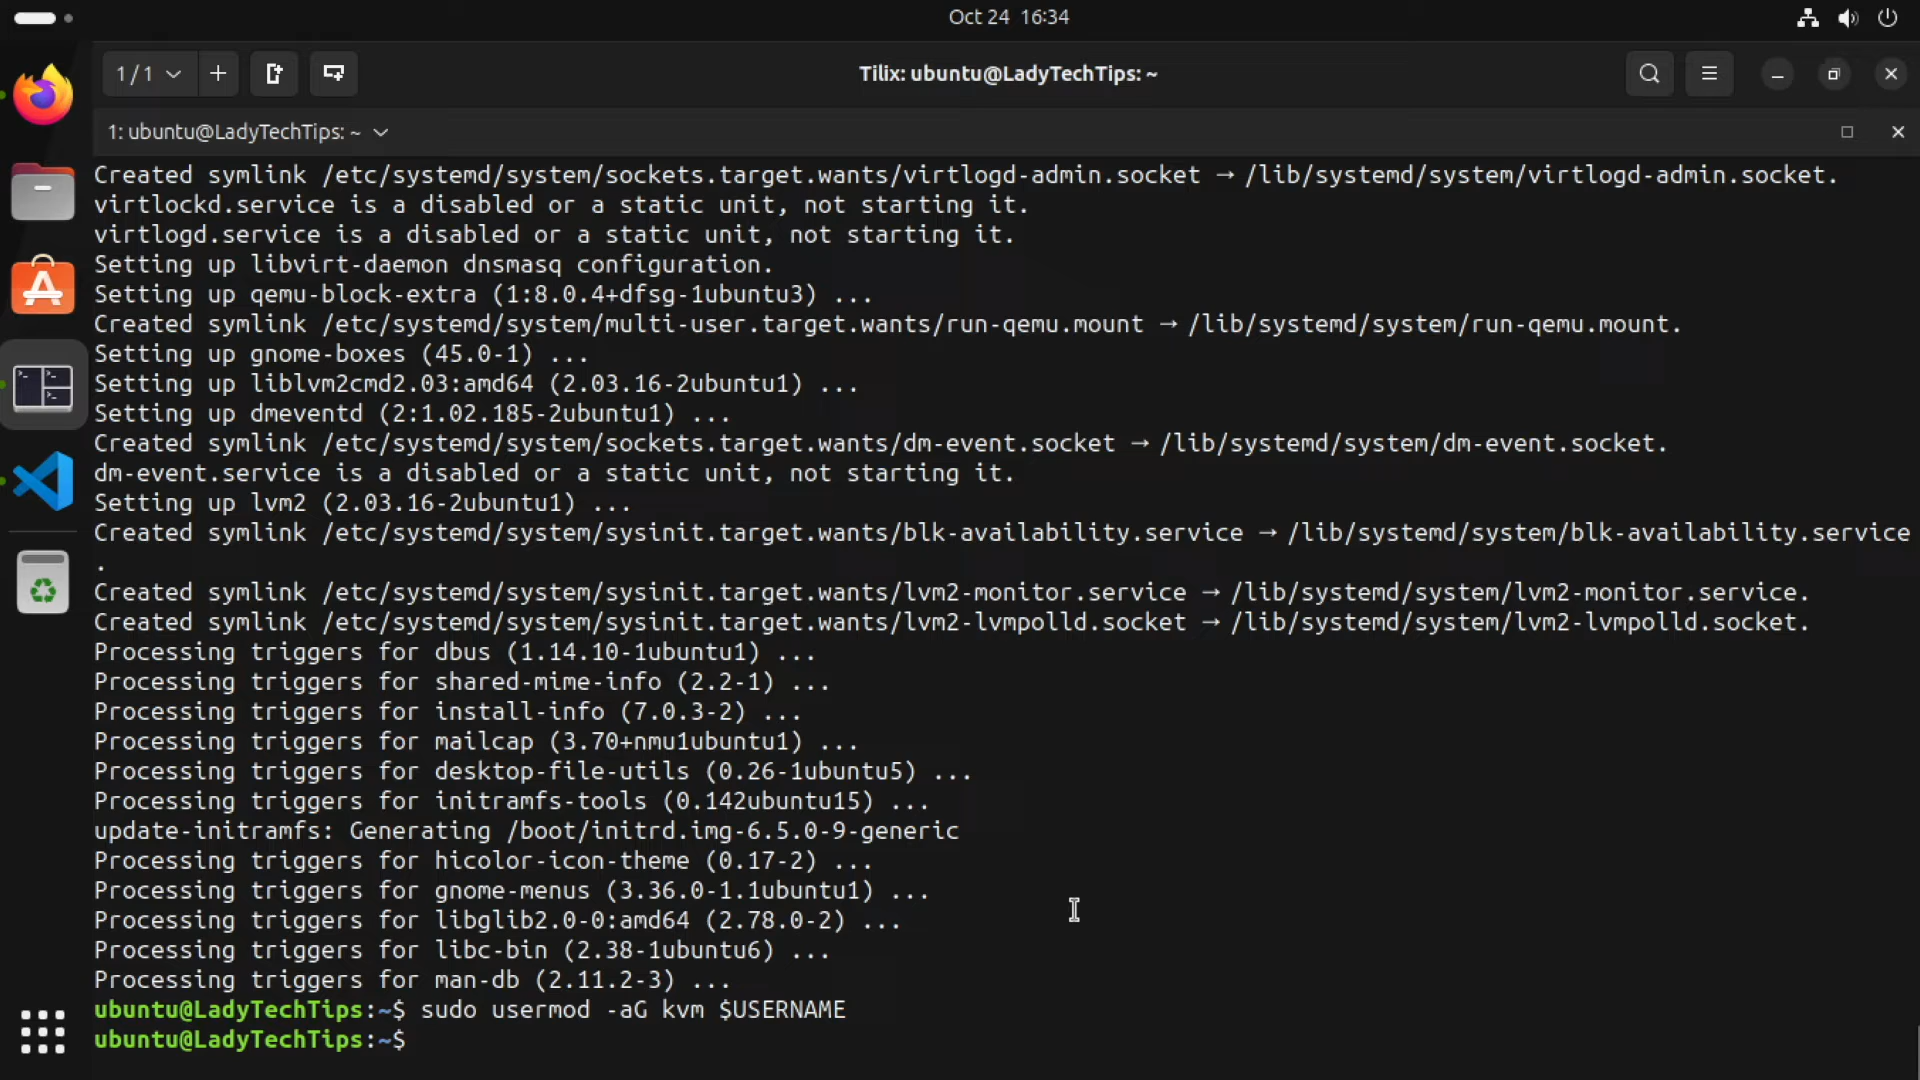 Oct 24 16:34
1 / 1
Tilix: ubuntu@LadyTechTips: ~
1: ubuntu@LadyTechTips: ~
Created symlink /etc/systemd/system/sockets.target.wants/virtlogd-admin.socket → /lib/systemd/system/virtlogd-admin.socket.
virtlockd.service is a disabled or a static unit, not starting it.
virtlogd.service is a disabled or a static unit, not starting it.
Setting up libvirt-daemon dnsmasq configuration.
Setting up qemu-block-extra (1:8.0.4+dfsg-1ubuntu3) ...
Created symlink /etc/systemd/system/multi-user.target.wants/run-qemu.mount → /lib/systemd/system/run-qemu.mount.
Setting up gnome-boxes (45.0-1) ...
Setting up liblvm2cmd2.03:amd64 (2.03.16-2ubuntu1) ...
Setting up dmeventd (2:1.02.185-2ubuntu1) ...
Created symlink /etc/systemd/system/sockets.target.wants/dm-event.socket → /lib/systemd/system/dm-event.socket.
dm-event.service is a disabled or a static unit, not starting it.
Setting up lvm2 (2.03.16-2ubuntu1) ...
Created symlink /etc/systemd/system/sysinit.target.wants/blk-availability.service → /lib/systemd/system/blk-availability.service
.
Created symlink /etc/systemd/system/sysinit.target.wants/lvm2-monitor.service → /lib/systemd/system/lvm2-monitor.service.
Created symlink /etc/systemd/system/sysinit.target.wants/lvm2-lvmpolld.socket → /lib/systemd/system/lvm2-lvmpolld.socket.
Processing triggers for dbus (1.14.10-1ubuntu1) ...
Processing triggers for shared-mime-info (2.2-1) ...
Processing triggers for install-info (7.0.3-2) ...
Processing triggers for mailcap (3.70+nmu1ubuntu1) ...
Processing triggers for desktop-file-utils (0.26-1ubuntu5) ...
Processing triggers for initramfs-tools (0.142ubuntu15) ...
update-initramfs: Generating /boot/initrd.img-6.5.0-9-generic
Processing triggers for hicolor-icon-theme (0.17-2) ...
Processing triggers for gnome-menus (3.36.0-1.1ubuntu1) ...
Processing triggers for libglib2.0-0:amd64 (2.78.0-2) ...
Processing triggers for libc-bin (2.38-1ubuntu6) ...
Processing triggers for man-db (2.11.2-3) ...
ubuntu@LadyTechTips:~$ sudo usermod -aG kvm $USERNAME
ubuntu@LadyTechTips:~$